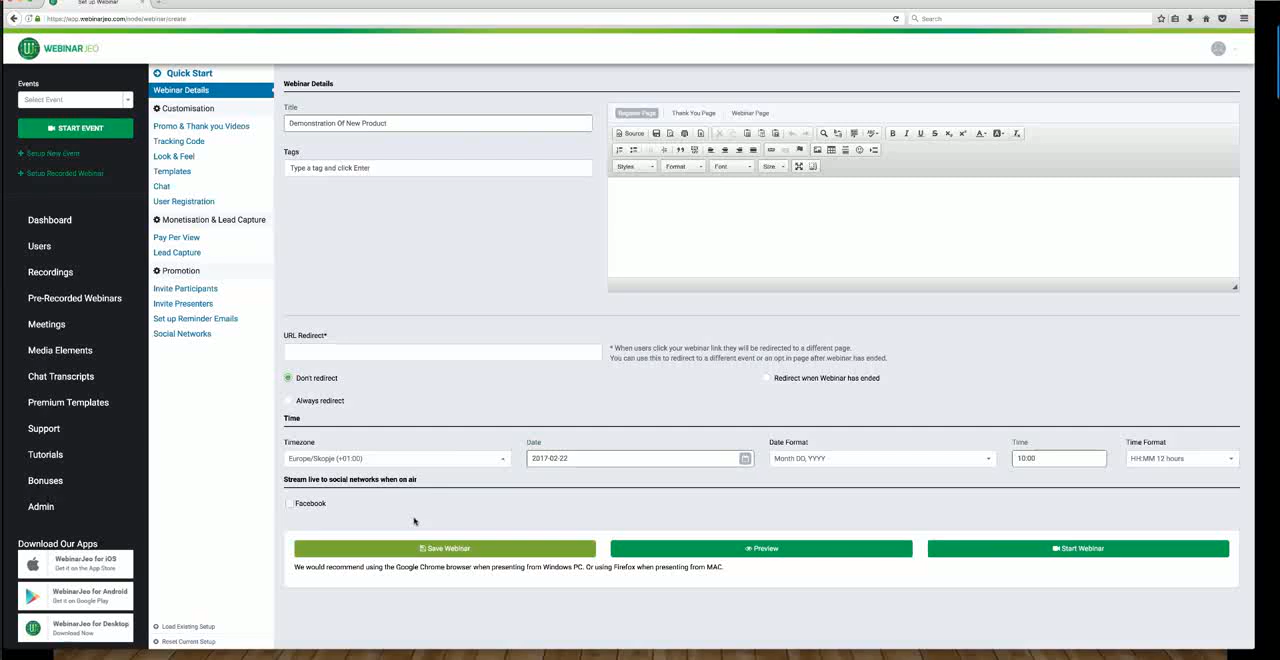 Set up Webinar
https://app.webinarjeo.com/node/webinar/create
Search
WEBINARJEO
Events
Select Event
START EVENT
Setup New Event
Setup Recorded Webinar
Dashboard
Users
Recordings
Pre-Recorded Webinars
Meetings
Media Elements
Chat Transcripts
Premium Templates
Support
Tutorials
Bonuses
Admin
Download Our Apps
WebinarJeo for iOS
Get it on the App Store
WebinarJeo for Android
Get it on Google Play
WebinarJeo for Desktop
Download Now
Quick Start
Webinar Details
Customisation
Promo & Thank you Videos
Tracking Code
Look & Feel
Templates
Chat
User Registration
Monetisation & Lead Capture
Pay Per View
Lead Capture
Promotion
Invite Participants
Invite Presenters
Set up Reminder Emails
Social Networks
Load Existing Setup
Reset Current Setup
Webinar Details
Title
Demonstration Of New Product
Tags
Type a tag and click Enter
Register Page Thank You Page Webinar Page
Source
Styles Format Font Size
URL Redirect*
* When users click your webinar link they will be redirected to a different page.
You can use this to redirect to a different event or an opt in page after webinar has ended.
Don't redirect Redirect when Webinar has ended
Always redirect
Time
Timezone Date Date Format Time Time Format
Europe/Skopje (+01:00) 2017-02-22 Month DD, YYYY 10:00 HH:MM 12 hours
Stream live to social networks when on air
Facebook
Save Webinar Preview Start Webinar
We would recommend using the Google Chrome browser when presenting from Windows PC. Or using Firefox when presenting from MAC.